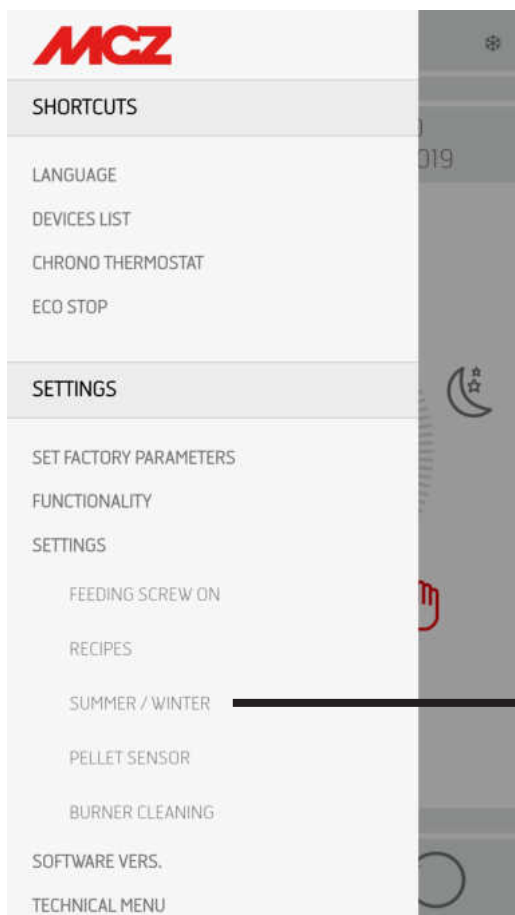 MCZ
SHORTCUTS
019
LANGUAGE
DEVICES LIST
CHRONO THERMOSTAT
ECO STOP
SETTINGS
SET FACTORY PARAMETERS
FUNCTIONALITY
SETTINGS
FEEDING SCREW ON
RECIPES
SUMMER / WINTER
PELLET SENSOR
BURNER CLEANING
SOFTWARE VERS.
TECHNICAL MENU